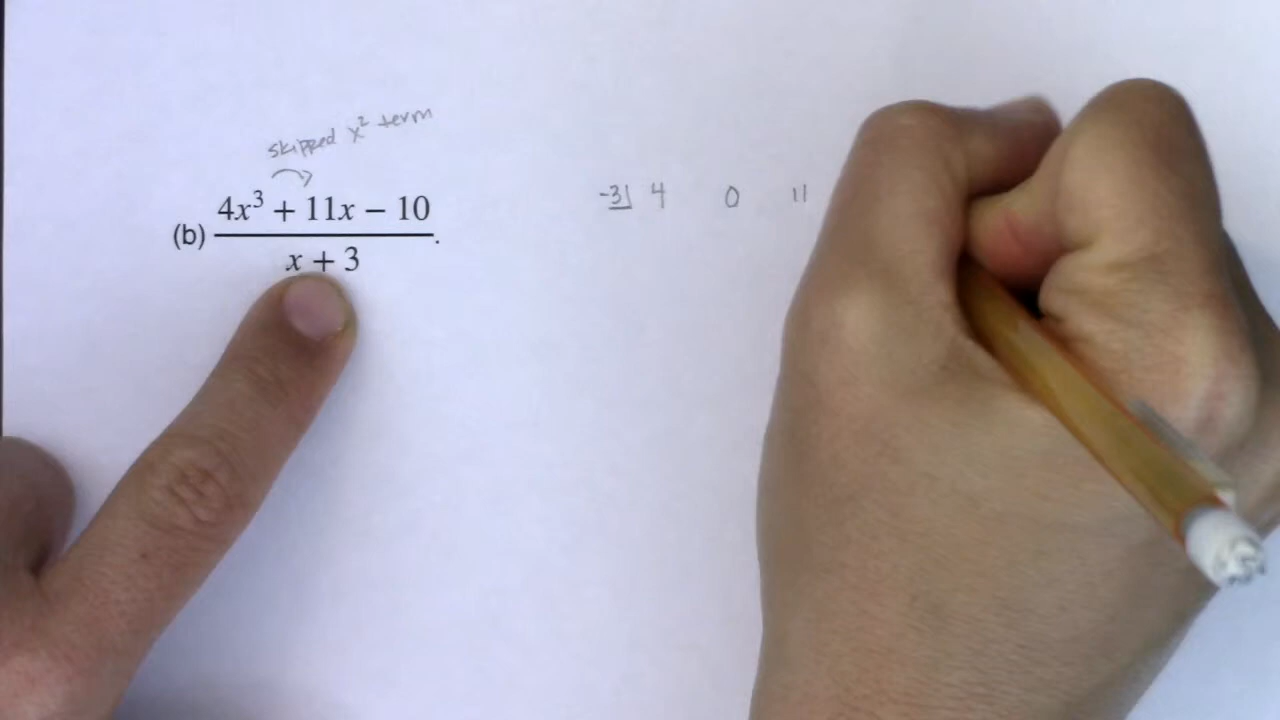 skipped x² term
(b) 4x³ + 11x − 10
x + 3.
-3| 4 0 11